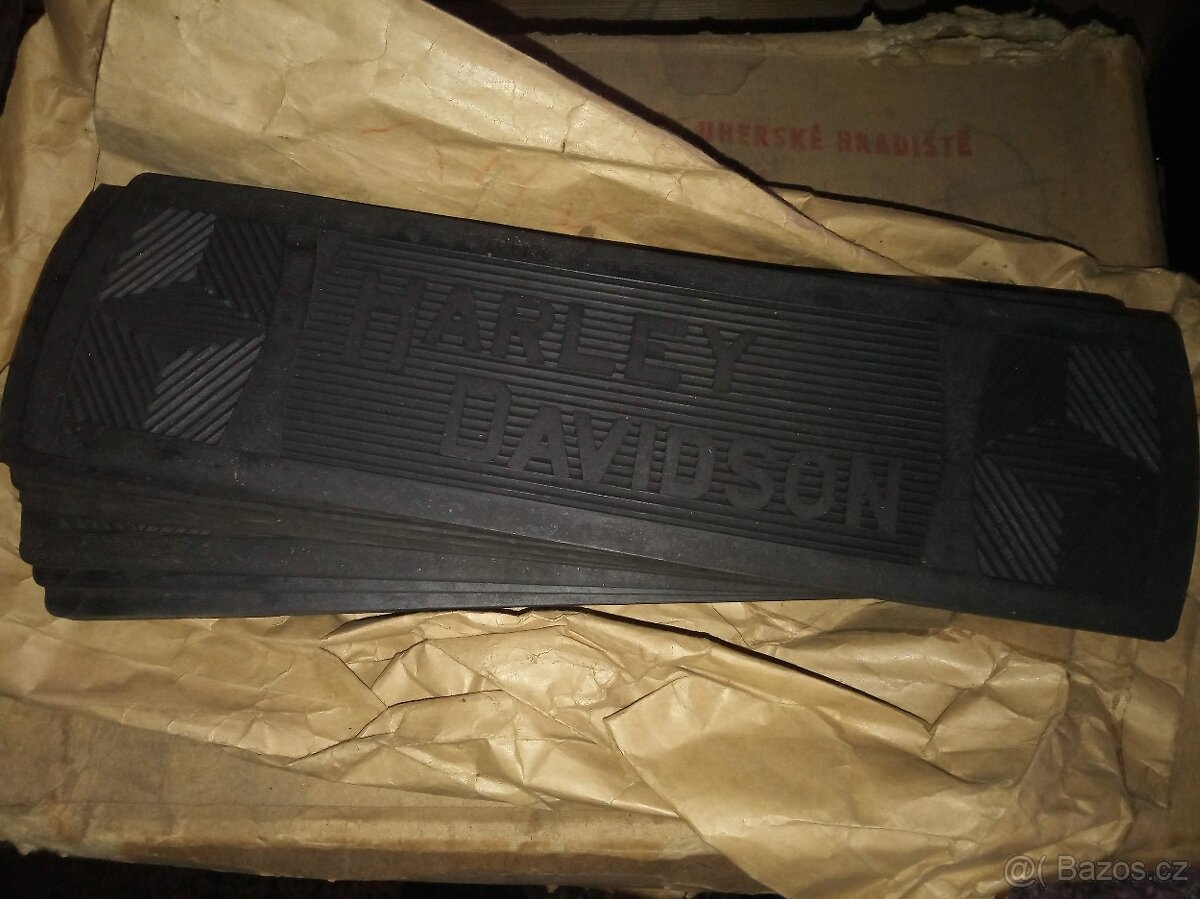 UHERSKÉ HRADIŠTĚ
HARLEY
DAVIDSON
@( Bazos.cz